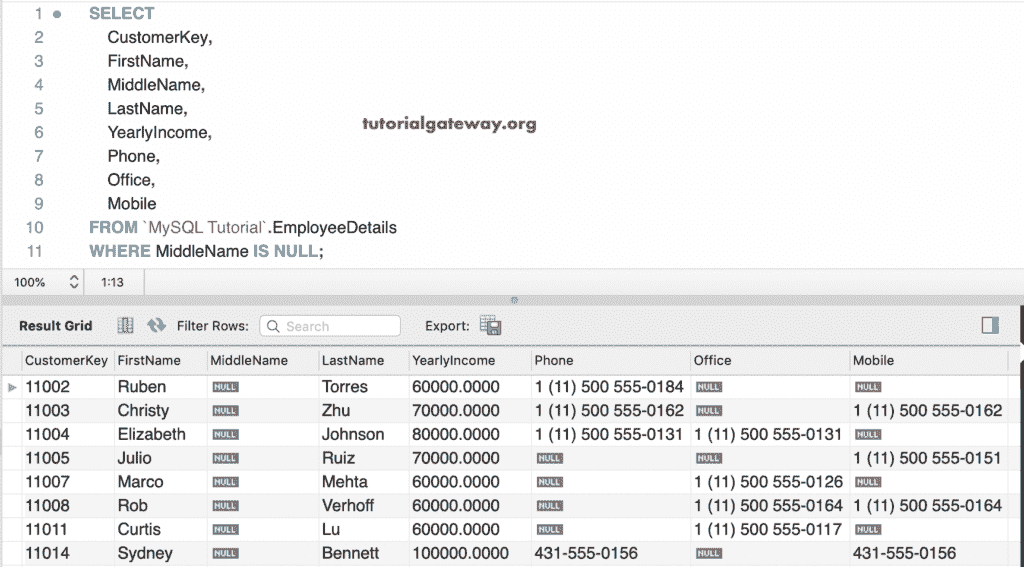 1 SELECT
2 CustomerKey,
3 FirstName,
4 MiddleName,
5 LastName,
tutorialgateway.org
6 YearlyIncome,
7 Phone,
8 Office,
9 Mobile
10 FROM `MySQL Tutorial`.EmployeeDetails
11 WHERE MiddleName IS NULL;
100% 1:13
Result Grid Filter Rows: Search Export:
CustomerKey FirstName MiddleName LastName YearlyIncome Phone Office Mobile
11002 Ruben NULL Torres 60000.0000 1 (11) 500 555-0184 NULL NULL
11003 Christy NULL Zhu 70000.0000 1 (11) 500 555-0162 NULL 1 (11) 500 555-0162
11004 Elizabeth NULL Johnson 80000.0000 1 (11) 500 555-0131 1 (11) 500 555-0131 NULL
11005 Julio NULL Ruiz 70000.0000 NULL NULL 1 (11) 500 555-0151
11007 Marco NULL Mehta 60000.0000 NULL 1 (11) 500 555-0126 NULL
11008 Rob NULL Verhoff 60000.0000 NULL 1 (11) 500 555-0164 1 (11) 500 555-0164
11011 Curtis NULL Lu 60000.0000 NULL 1 (11) 500 555-0117 NULL
11014 Sydney NULL Bennett 100000.0000 431-555-0156 NULL 431-555-0156